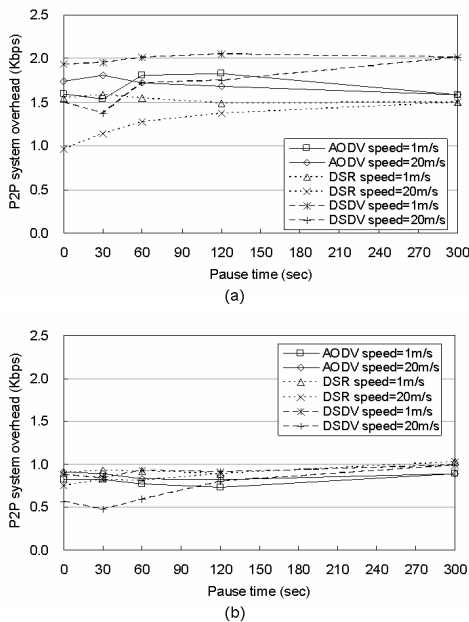 P2P system overhead (Kbps)
2.5
2.0
1.5
1.0
0.5
0.0
AODV speed=1m/s
AODV speed=20m/s
DSR speed=1m/s
DSR speed=20m/s
DSDV speed=1m/s
DSDV speed=20m/s
0 30 60 90 120 150 180 210 240 270 300
Pause time (sec)
(a)
P2P system overhead (Kbps)
2.5
2.0
1.5
1.0
0.5
0.0
AODV speed=1m/s
AODV speed=20m/s
DSR speed=1m/s
DSR speed=20m/s
DSDV speed=1m/s
DSDV speed=20m/s
0 30 60 90 120 150 180 210 240 270 300
Pause time (sec)
(b)